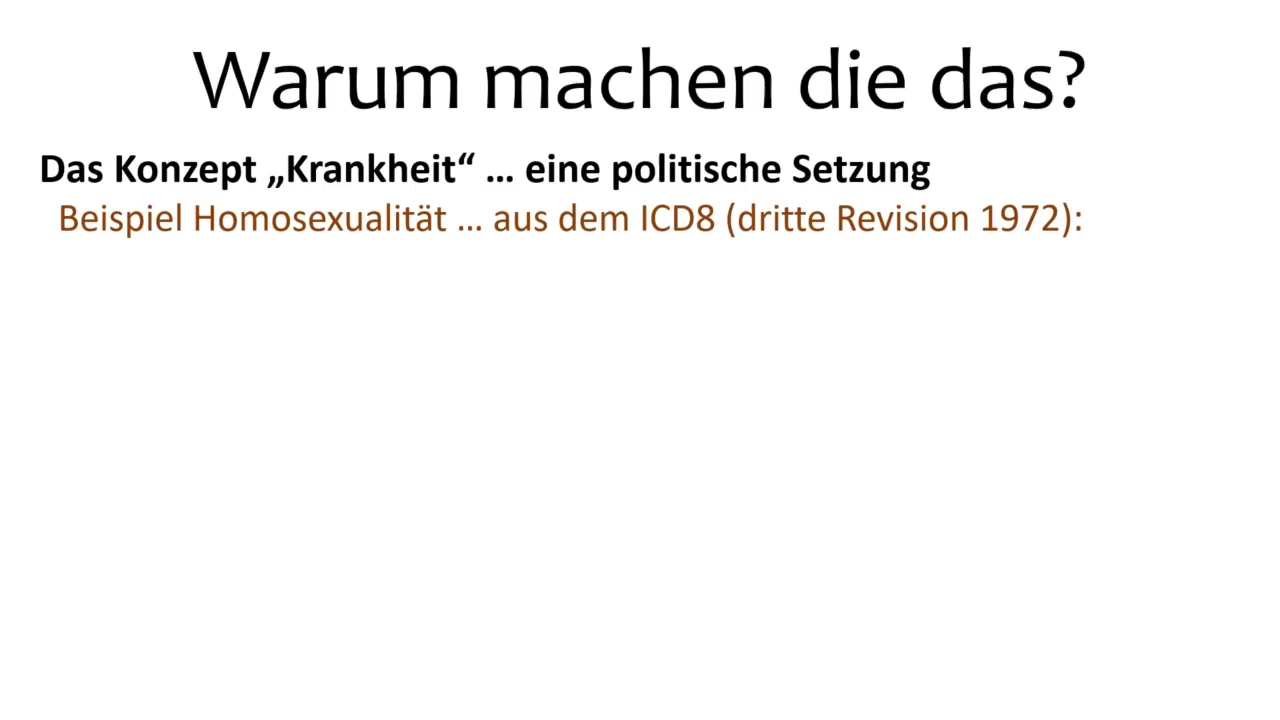 Warum machen die das?
Das Konzept „Krankheit“ … eine politische Setzung
Beispiel Homosexualität … aus dem ICD8 (dritte Revision 1972):